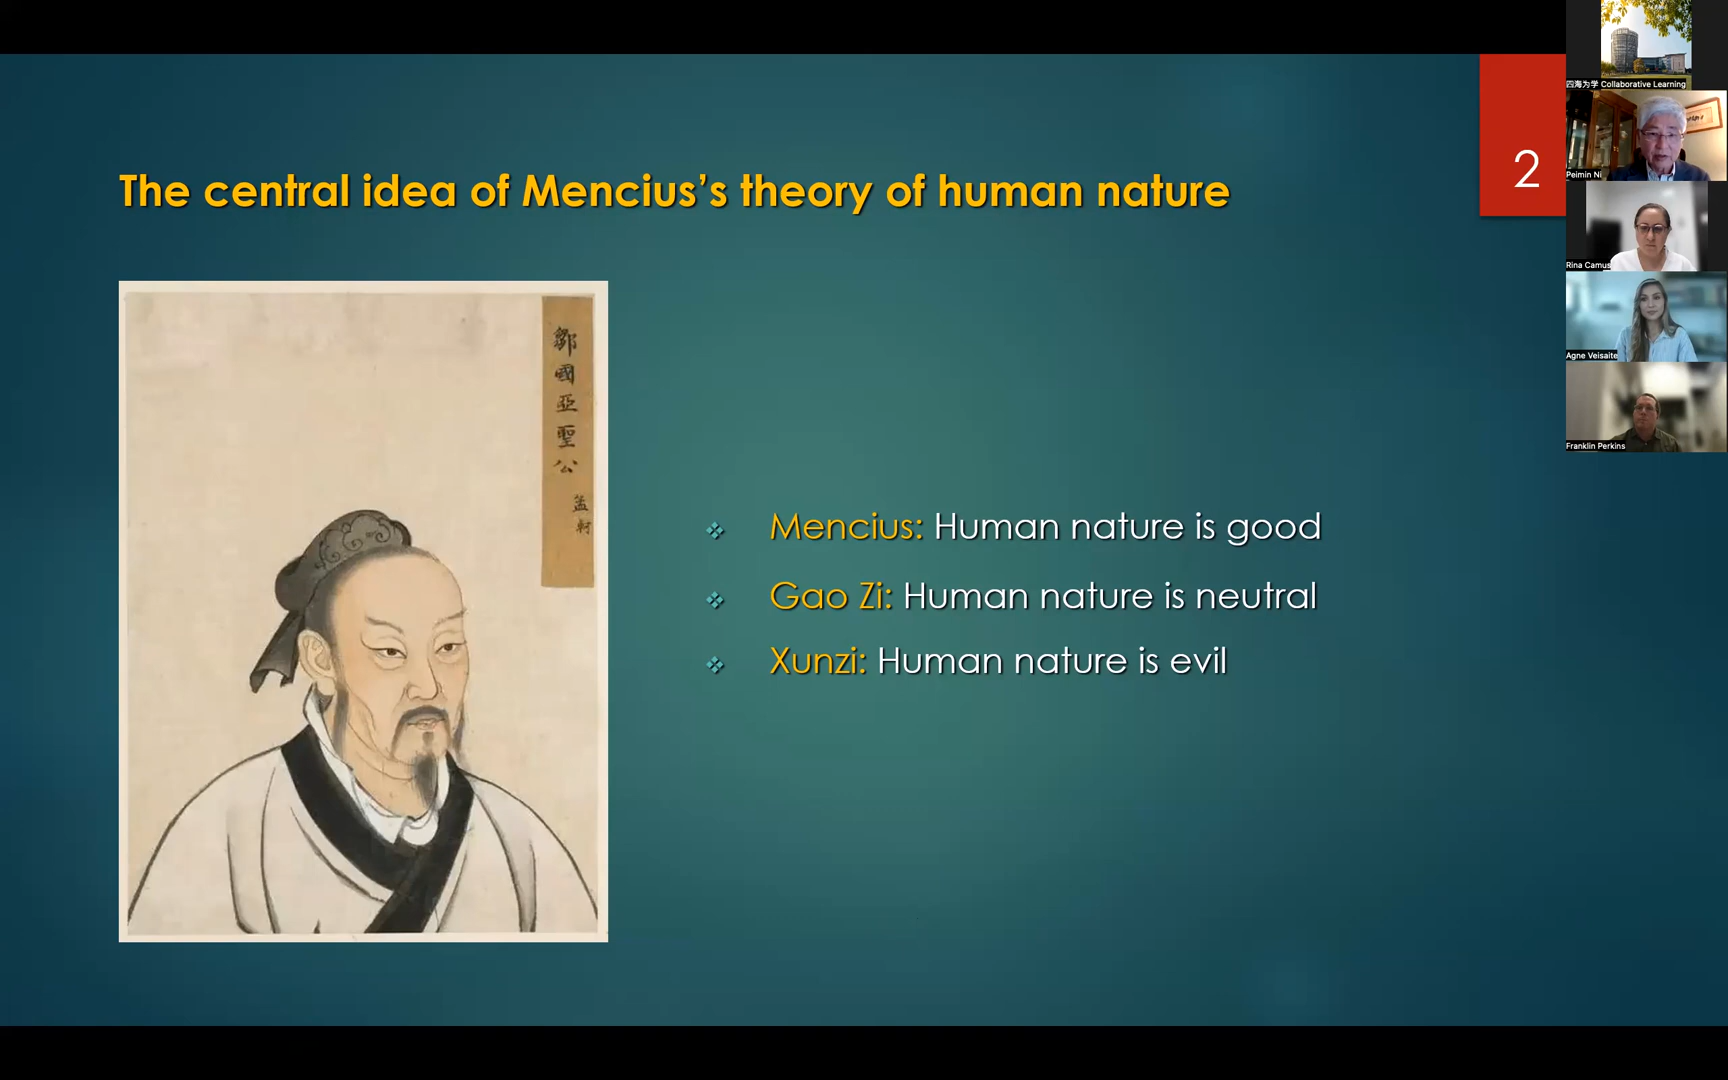 The central idea of Mencius’s theory of human nature
2
鄒國亞聖公
孟軻
Mencius: Human nature is good
Gao Zi: Human nature is neutral
Xunzi: Human nature is evil
四海为学 Collaborative Learning
Peimin Ni
Rina Camus
Agne Veisaite
Franklin Perkins